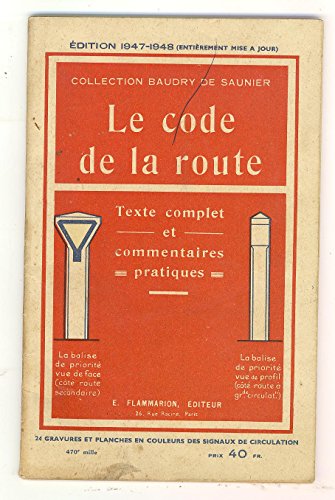 ÉDITION 1947-1948 (ENTIÈREMENT MISE A JOUR)
COLLECTION BAUDRY DE SAUNIER
Le code
de la route
Texte complet
et
commentaires
pratiques
La balise
de priorité
vue de face
(côté route
secondaire)
La balise
de priorité
vue de profil
(côté route à
grde circulat.)
E. FLAMMARION, ÉDITEUR
26, Rue Racine, Paris
24 GRAVURES ET PLANCHES EN COULEURS DES SIGNAUX DE CIRCULATION
470e mille
PRIX 40 FR.